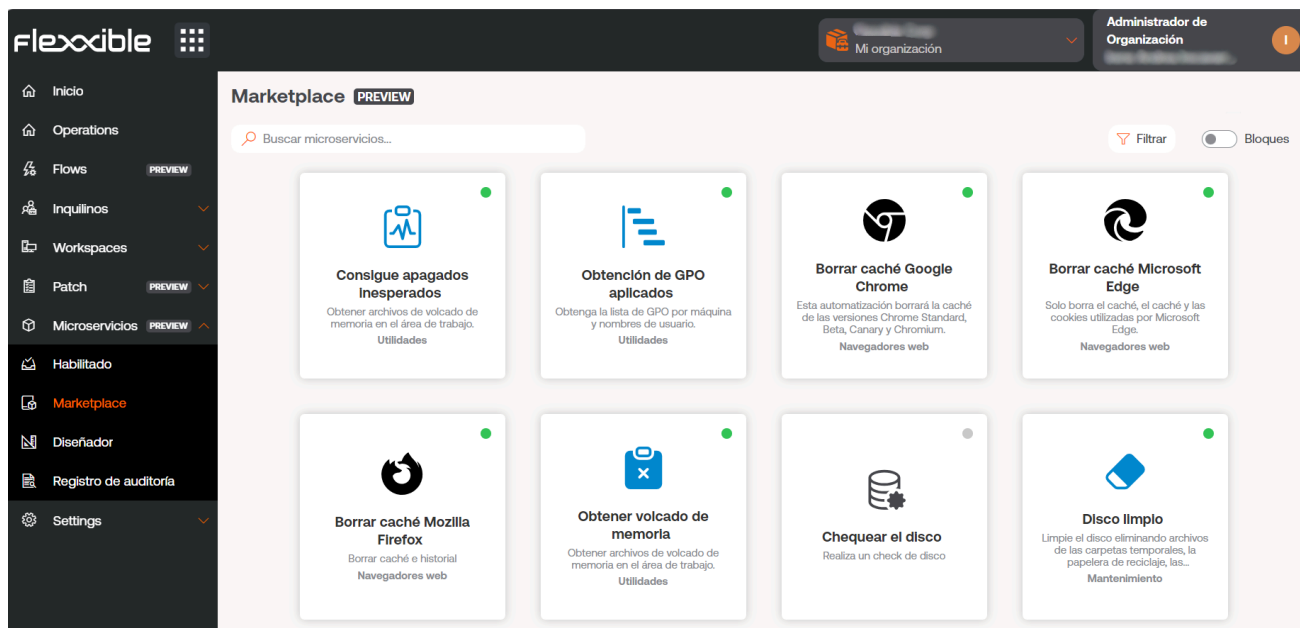 Flexxible
Mi organización
Administrador de
Organización
I
Inicio
Operations
Flows PREVIEW
Inquilinos
Workspaces
Patch PREVIEW
Microservicios PREVIEW
Habilitado
Marketplace
Diseñador
Registro de auditoría
Settings
Marketplace PREVIEW
Buscar microservicios...
Filtrar
Bloques
Consigue apagados
inesperados
Obtener archivos de volcado de
memoria en el área de trabajo.
Utilidades
Obtención de GPO
aplicados
Obtenga la lista de GPO por máquina
y nombres de usuario.
Utilidades
Borrar caché Google
Chrome
Esta automatización borrará la caché
de las versiones Chrome Standard,
Beta, Canary y Chromium.
Navegadores web
Borrar caché Microsoft
Edge
Solo borra el caché, el caché y las
cookies utilizadas por Microsoft
Edge.
Navegadores web
Borrar caché Mozilla
Firefox
Borrar caché e historial
Navegadores web
Obtener volcado de
memoria
Obtener archivos de volcado de
memoria en el área de trabajo.
Utilidades
Chequear el disco
Realiza un check de disco
Disco limpio
Limpie el disco eliminando archivos
de las carpetas temporales, la
papelera de reciclaje, las...
Mantenimiento